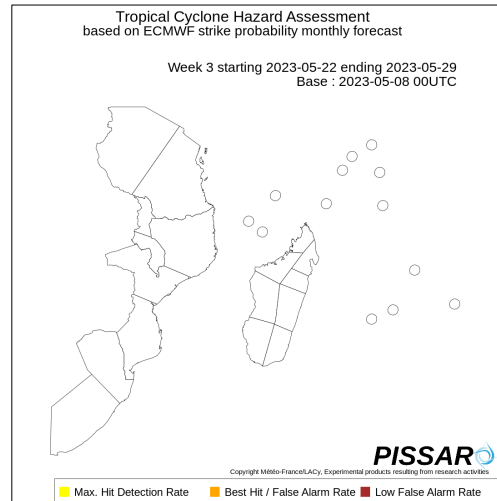 Tropical Cyclone Hazard Assessment
based on ECMWF strike probability monthly forecast
Week 3 starting 2023-05-22 ending 2023-05-29
Base : 2023-05-08 00UTC
PISSARO
Copyright Météo-France/LACy, Experimental products resulting from research activities
Max. Hit Detection Rate Best Hit / False Alarm Rate Low False Alarm Rate